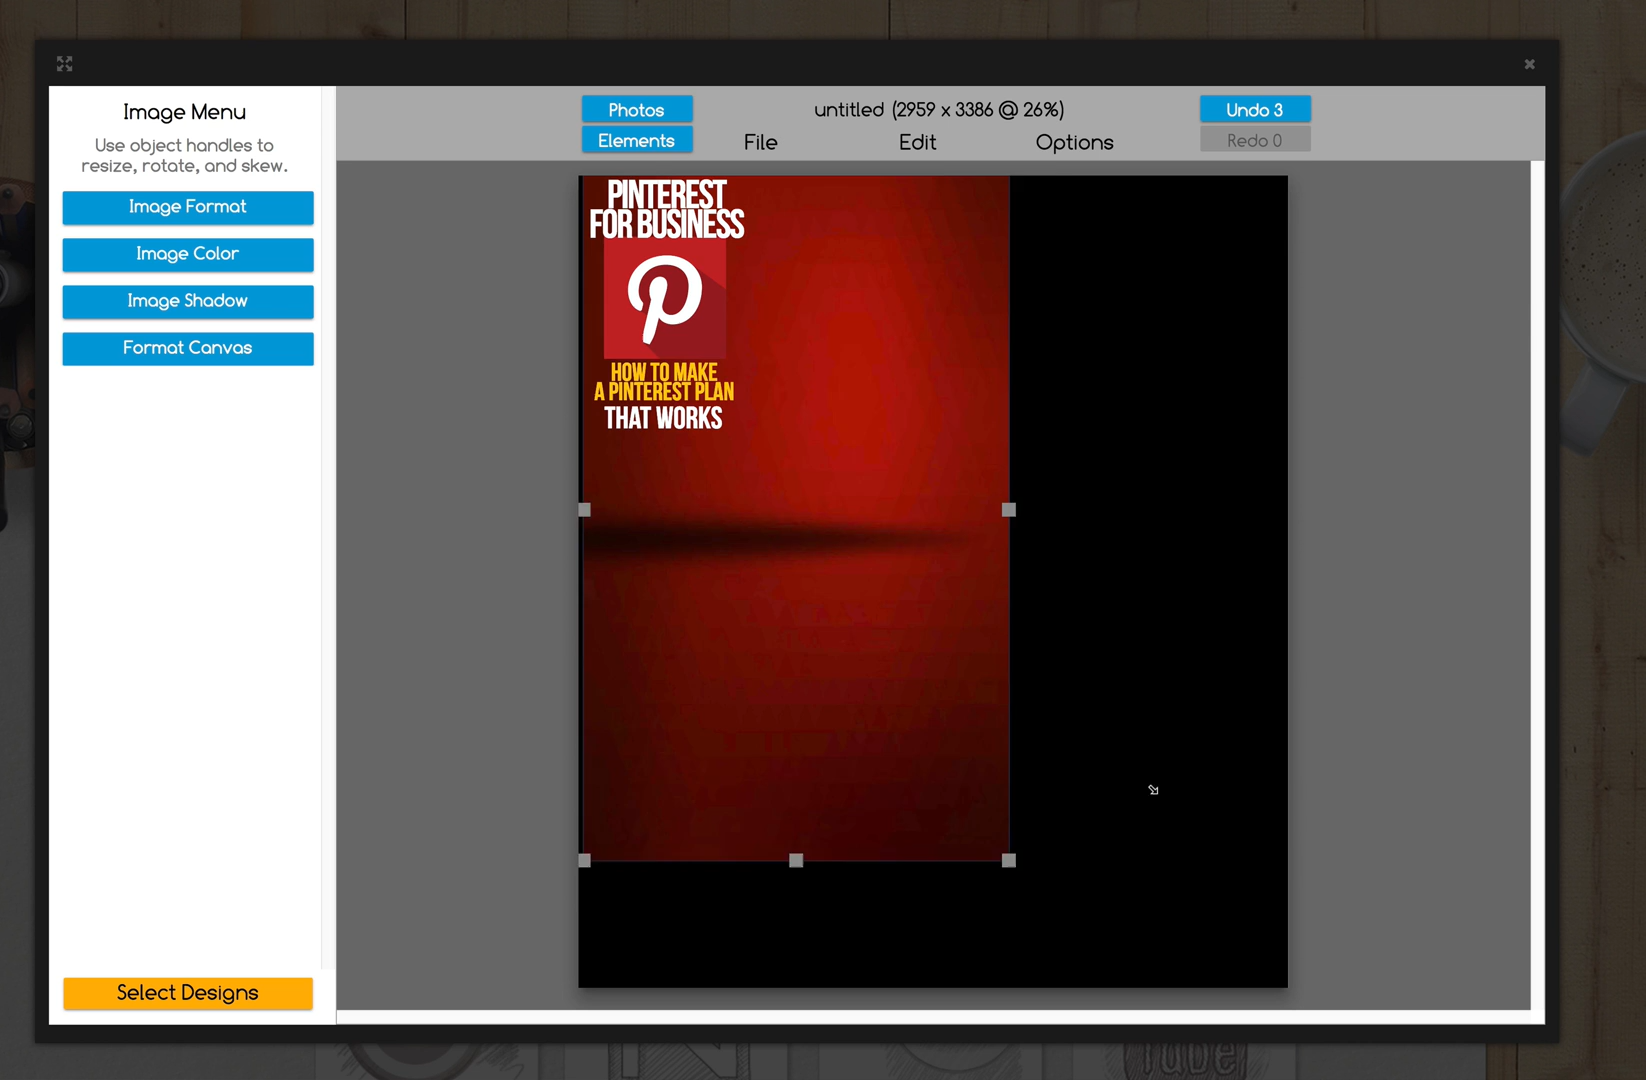 Image Menu
Use object handles to
resize, rotate, and skew.
Image Format
Image Color
Image Shadow
Format Canvas
Select Designs
Photos
Elements
untitled (2959 x 3386 @ 26%)
File
Edit
Options
Undo 3
Redo 0
PINTEREST
FOR BUSINESS
HOW TO MAKE
A PINTEREST PLAN
THAT WORKS